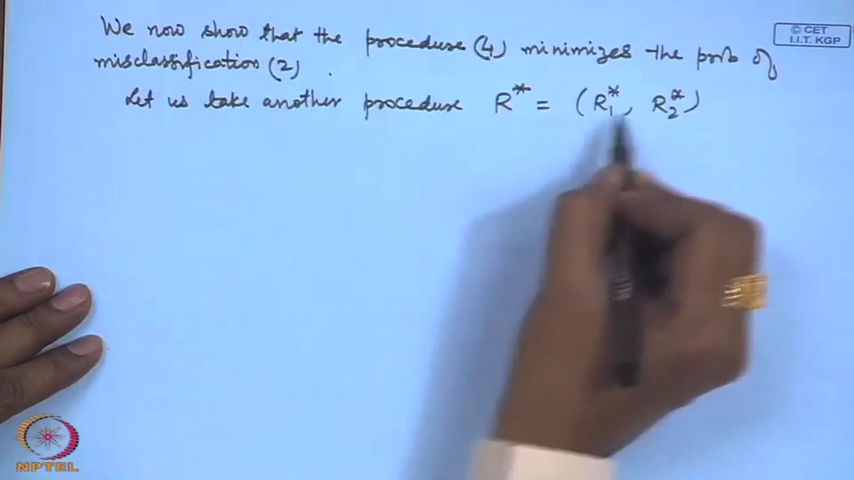 We now show that the procedure (4) minimizes the prob of
misclassification (2).
Let us take another procedure R* = (R₁*, R₂*)
© CET
I.I.T. KGP
NPTEL